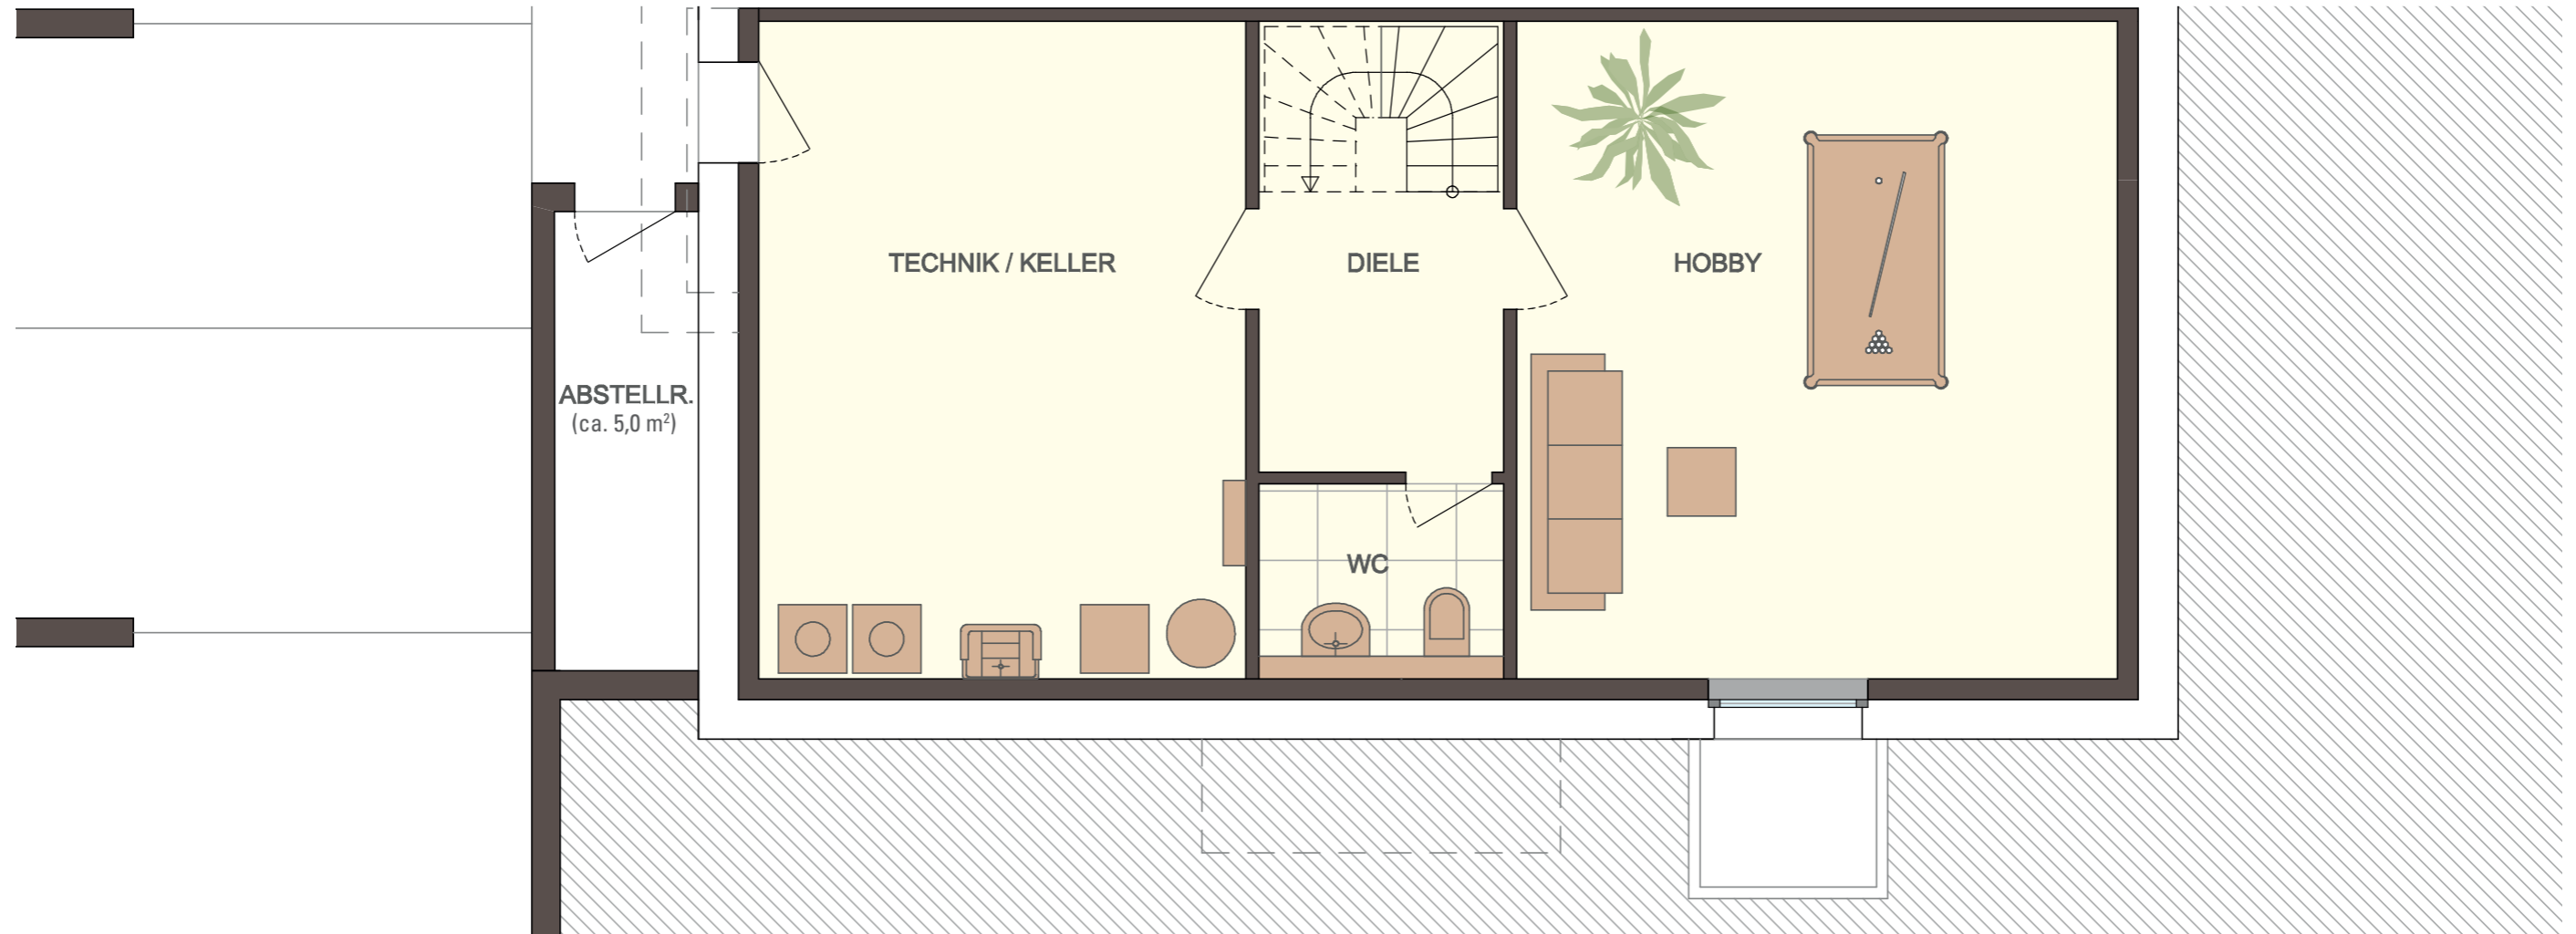 TECHNIK / KELLER
DIELE
HOBBY
ABSTELLR.
(ca. 5,0 m²)
WC